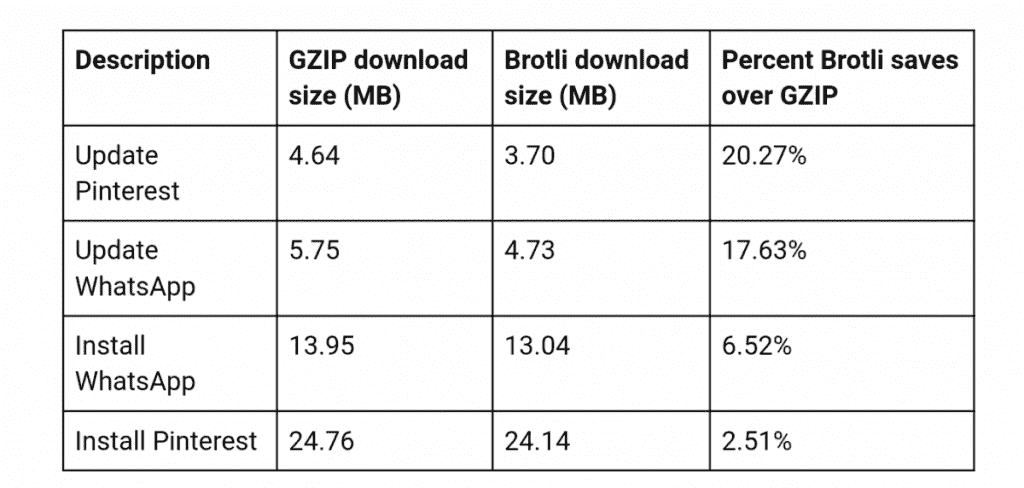 Description GZIP download size (MB) Brotli download size (MB) Percent Brotli saves over GZIP
Update Pinterest 4.64 3.70 20.27%
Update WhatsApp 5.75 4.73 17.63%
Install WhatsApp 13.95 13.04 6.52%
Install Pinterest 24.76 24.14 2.51%